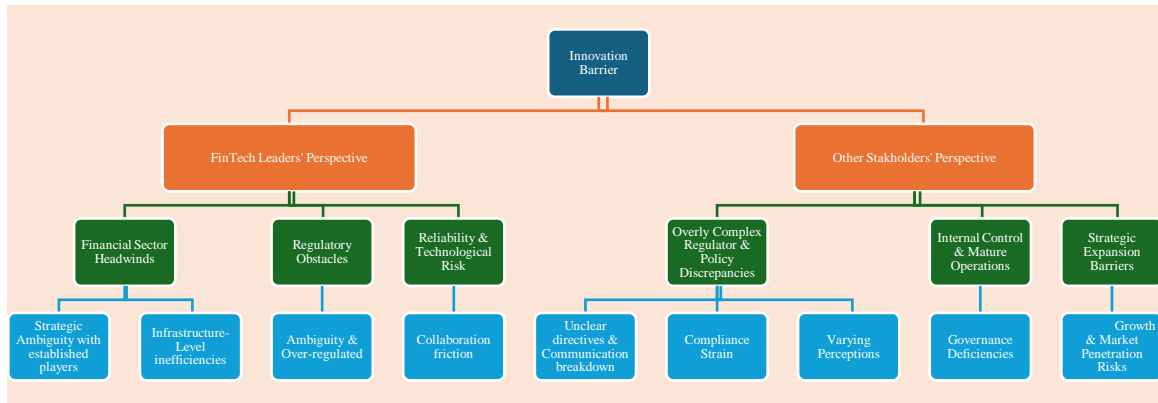 Innovation
Barrier
FinTech Leaders' Perspective
Other Stakholders' Perspective
Financial Sector
Headwinds
Regulatory
Obstacles
Reliability &
Technological
Risk
Overly Complex
Regulator &
Policy
Discrepancies
Internal Control
& Mature
Operations
Strategic
Expansion
Barriers
Strategic
Ambiguity with
established
players
Infrastructure-
Level
inefficiencies
Ambiguity &
Over-regulated
Collaboration
friction
Unclear
directives &
Communication
breakdown
Compliance
Strain
Varying
Perceptions
Governance
Deficiencies
Growth
& Market
Penetration
Risks